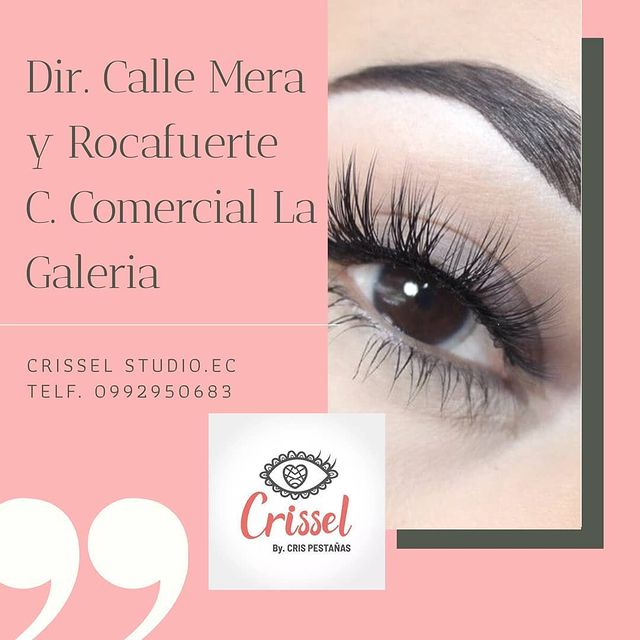 Dir. Calle Mera
y Rocafuerte
C. Comercial La
Galeria
CRISSEL STUDIO.EC
TELF. 0992950683
Crissel
By. CRIS PESTAÑAS